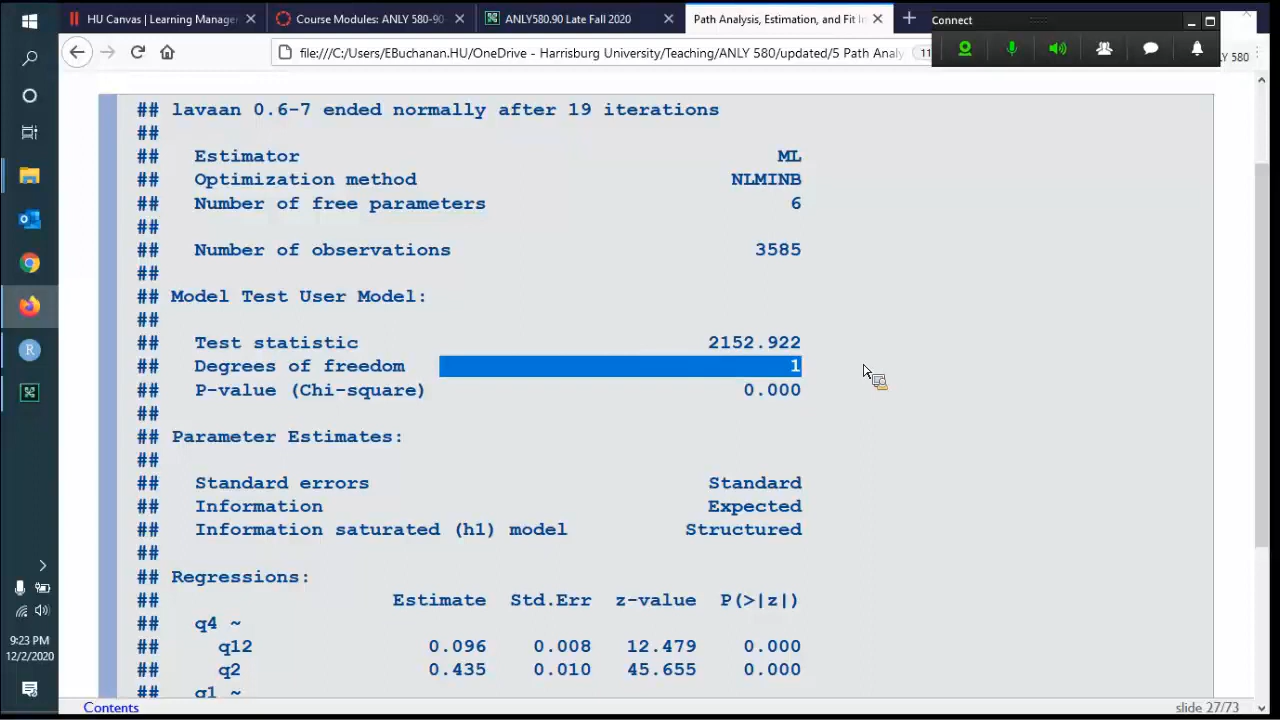 HU Canvas | Learning Manage
Course Modules: ANLY 580-90
ANLY580.90 Late Fall 2020
Path Analysis, Estimation, and Fit In
Connect
file:///C:/Users/EBuchanan.HU/OneDrive - Harrisburg University/Teaching/ANLY 580/updated/5 Path Analy
ANLY 580
## lavaan 0.6-7 ended normally after 19 iterations
##
## Estimator ML
## Optimization method NLMINB
## Number of free parameters 6
##
## Number of observations 3585
##
## Model Test User Model:
##
## Test statistic 2152.922
## Degrees of freedom 1
## P-value (Chi-square) 0.000
##
## Parameter Estimates:
##
## Standard errors Standard
## Information Expected
## Information saturated (h1) model Structured
##
## Regressions:
## Estimate Std.Err z-value P(>|z|)
## q4 ~
## q12 0.096 0.008 12.479 0.000
## q2 0.435 0.010 45.655 0.000
## q1 ~
9:23 PM
12/2/2020
Contents
slide 27/73